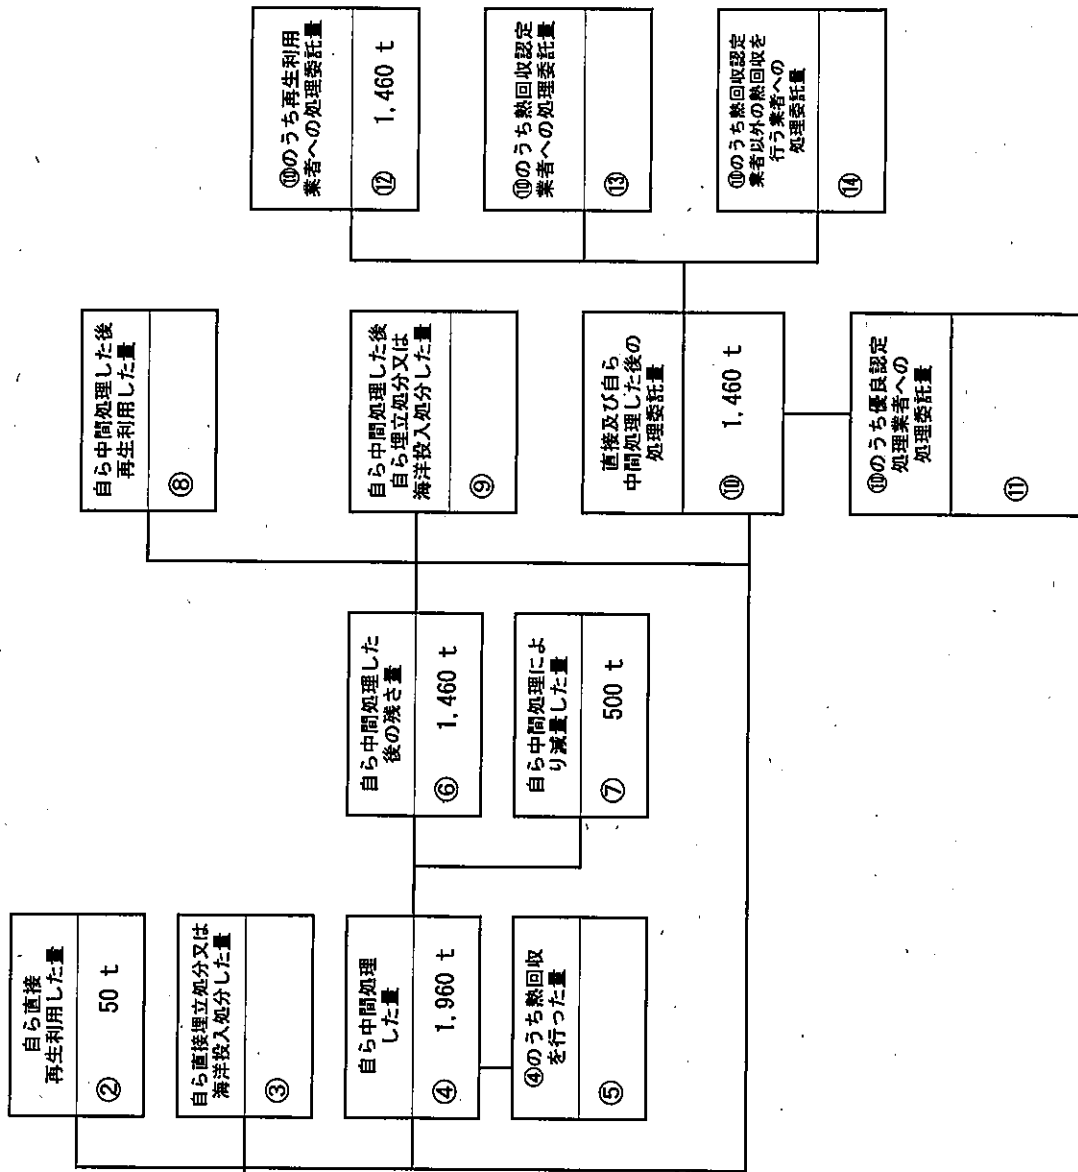 自ら直接
再生利用した量
② 50 t
自ら直接埋立処分又は
海洋投入処分した量
③
自ら中間処理
した量
④ 1,960 t
④のうち熱回収
を行った量
⑤
自ら中間処理した
後の残さ量
⑥ 1,460 t
自ら中間処理によ
り減量した量
⑦ 500 t
自ら中間処理した後
再生利用した量
⑧
自ら中間処理した後
自ら埋立処分又は
海洋投入処分した量
⑨
直接及び自ら
中間処理した後の
処理委託量
⑩ 1,460 t
⑩のうち優良認定
処理業者への
処理委託量
⑪
⑩のうち再生利用
業者への処理委託量
⑫ 1,460 t
⑩のうち熱回収認定
業者への処理委託量
⑬
⑩のうち熱回収認定
業者以外の熱回収を
行う業者への
処理委託量
⑭